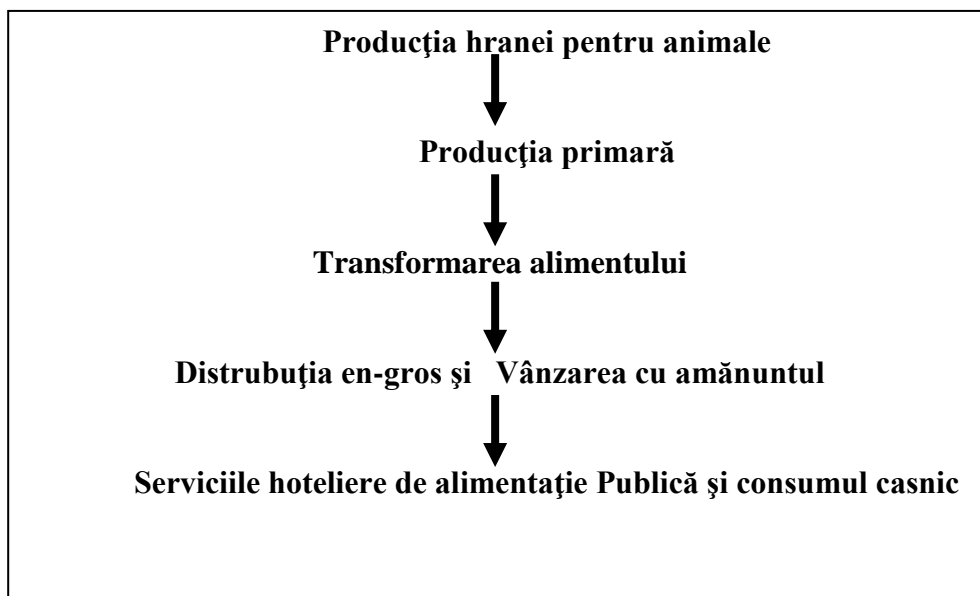 Producţia hranei pentru animale
Producţia primară
Transformarea alimentului
Distrubuţia en-gros şi Vânzarea cu amănuntul
Serviciile hoteliere de alimentaţie Publică şi consumul casnic